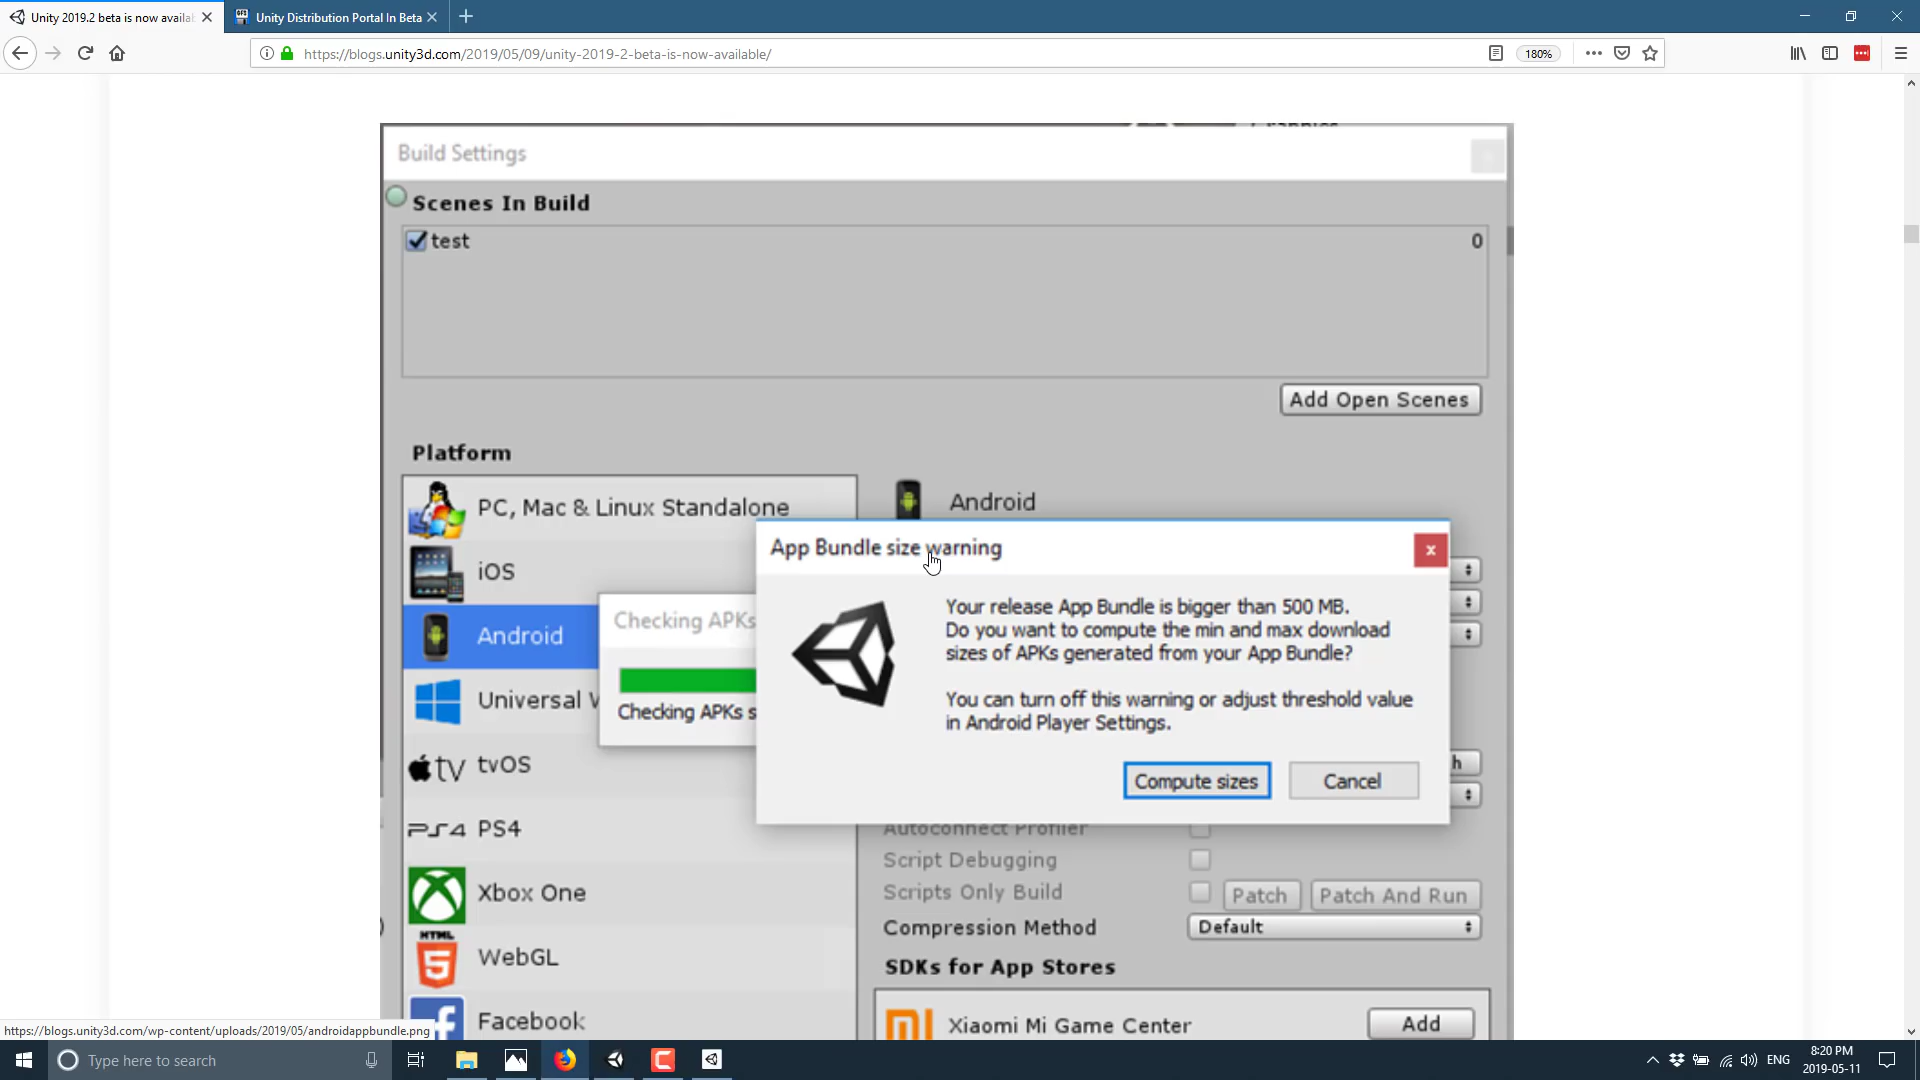 Unity 2019.2 beta is now availa
Unity Distribution Portal In Beta
https://blogs.unity3d.com/2019/05/09/unity-2019-2-beta-is-now-available/
180%
Graphics
Build Settings
Scenes In Build
test 0
Add Open Scenes
Platform
PC, Mac & Linux Standalone
Android
App Bundle size warning
iOS
Your release App Bundle is bigger than 500 MB.
Do you want to compute the min and max download
sizes of APKs generated from your App Bundle?
Checking APKs
Android
You can turn off this warning or adjust threshold value
in Android Player Settings.
Universal W
Checking APKs s
tv tvOS
h
Compute sizes Cancel
PS4 PS4
Autoconnect Profiler
Script Debugging
Xbox One
Scripts Only Build Patch Patch And Run
Compression Method Default
HTML
5 WebGL
SDKs for App Stores
Facebook
Xiaomi Mi Game Center Add
https://blogs.unity3d.com/wp-content/uploads/2019/05/androidappbundle.png
Type here to search
ENG
8:20 PM
2019-05-11